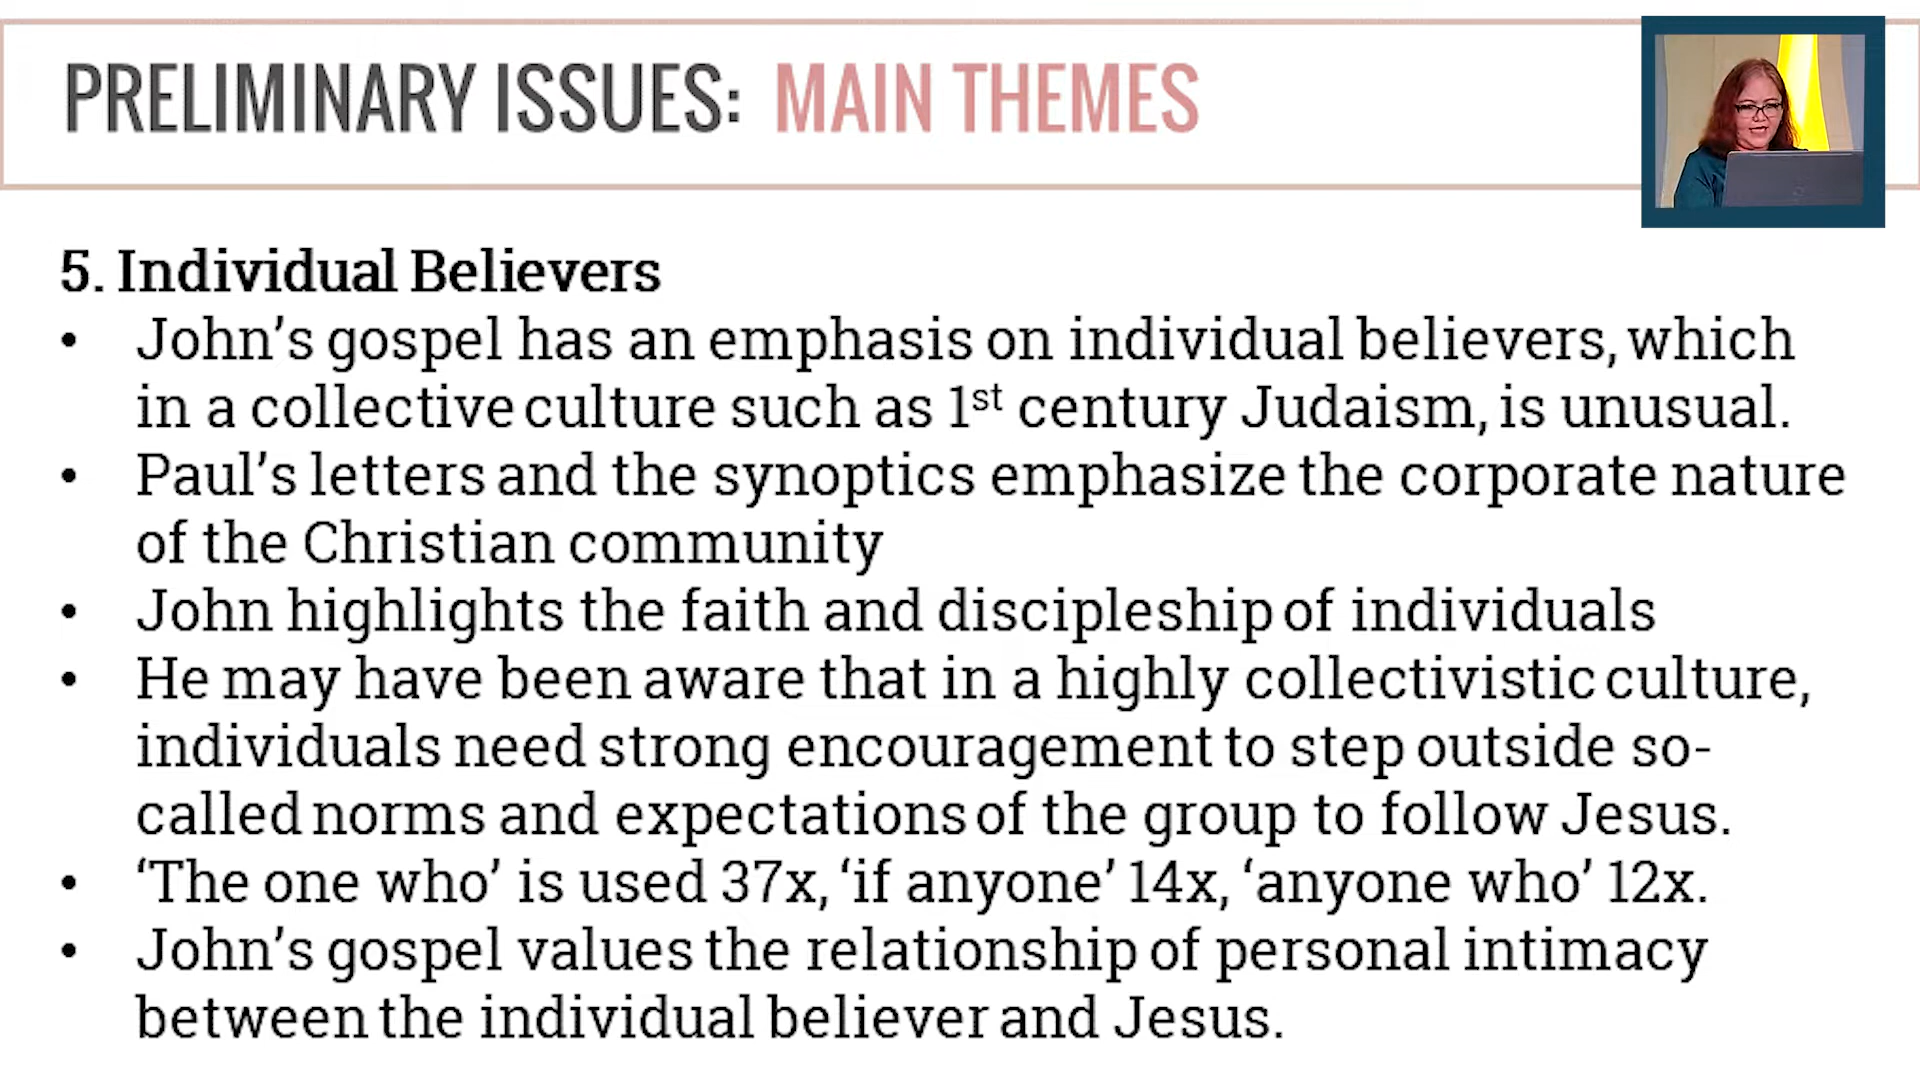 PRELIMINARY ISSUES: MAIN THEMES
5. Individual Believers
• John’s gospel has an emphasis on individual believers, which
in a collective culture such as 1st century Judaism, is unusual.
• Paul’s letters and the synoptics emphasize the corporate nature
of the Christian community
• John highlights the faith and discipleship of individuals
• He may have been aware that in a highly collectivistic culture,
individuals need strong encouragement to step outside so-
called norms and expectations of the group to follow Jesus.
• ‘The one who’ is used 37x, ‘if anyone’ 14x, ‘anyone who’ 12x.
• John’s gospel values the relationship of personal intimacy
between the individual believer and Jesus.